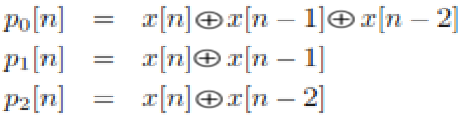 p₀[n] = x[n]⊕x[n − 1]⊕ x[n − 2]
p₁[n] = x[n]⊕ x[n − 1]
p₂[n] = x[n]⊕ x[n − 2]